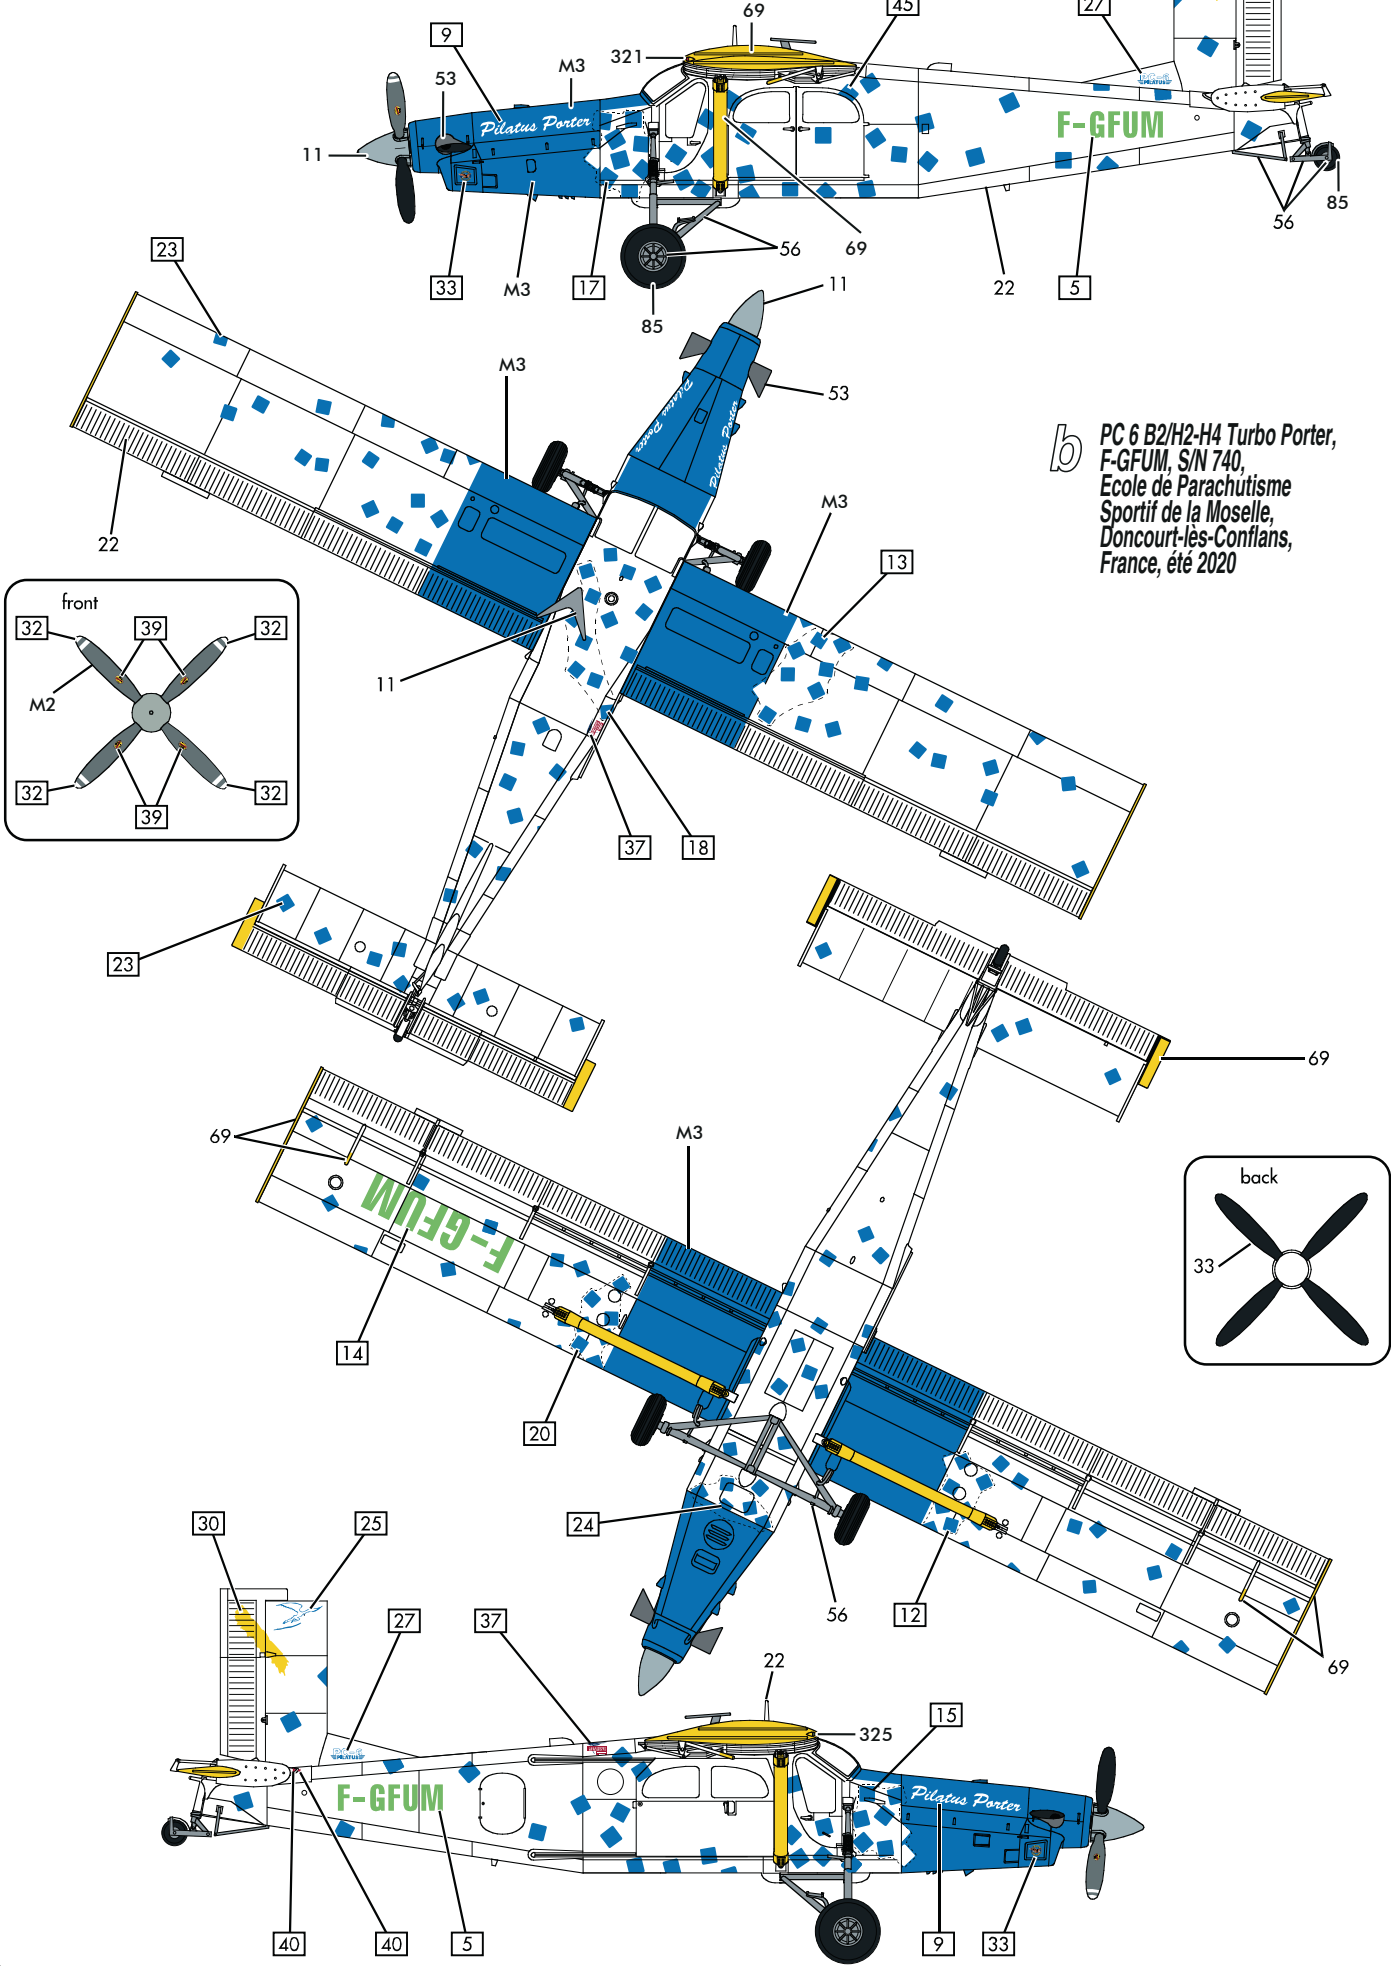 69
45
27
9
321
M3
53
Pilatus Porter
F-GFUM
11
33
M3
17
56
69
22
5
56
85
85
23
11
M3
53
Pilatus Porter
Pilatus Porter
b
PC 6 B2/H2-H4 Turbo Porter,
F-GFUM, S/N 740,
Ecole de Parachutisme
Sportif de la Moselle,
Doncourt-lès-Conflans,
France, été 2020
M3
22
13
front
32
39
32
M2
11
32
39
32
37
18
23
69
69
M3
F-GFUM
back
33
14
20
24
56
12
69
30
25
27
37
22
325
15
PILATUS
F-GFUM
Pilatus Porter
40
40
5
9
33